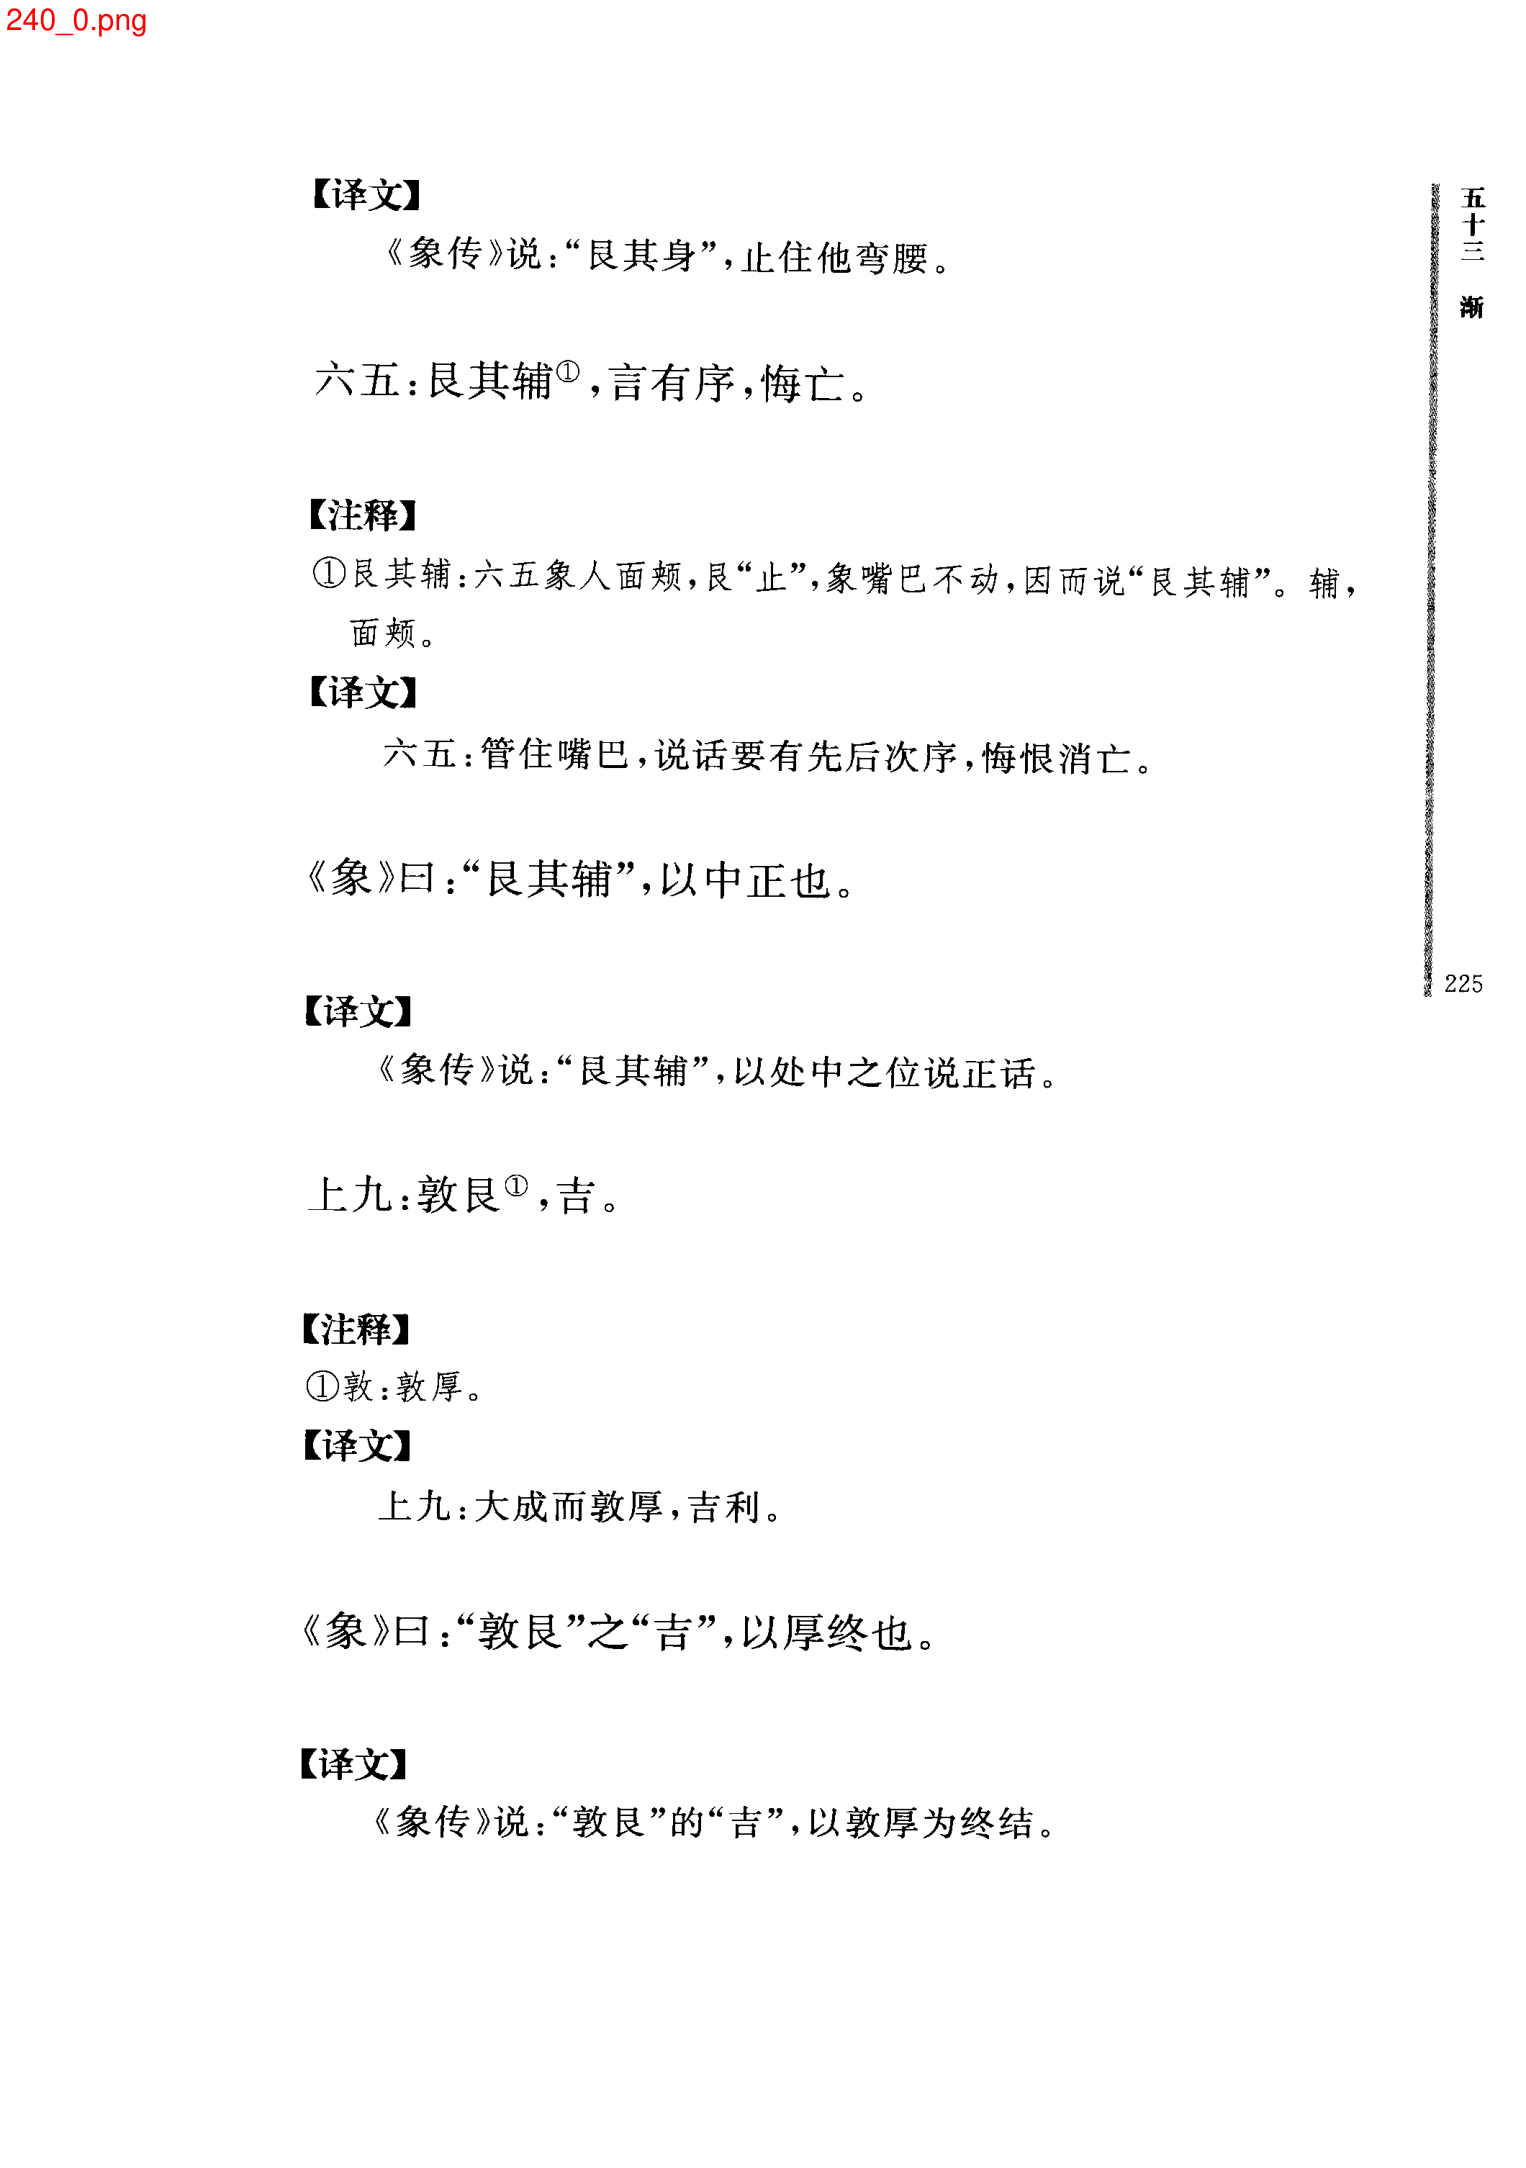 240_0.png
【译文】
《象传》说:“艮其身”,止住他弯腰。
六五:艮其辅①,言有序,悔亡。
【注释】
①艮其辅:六五象人面颊,艮“止”,象嘴巴不动,因而说“艮其辅”。辅,
面颊。
【译文】
六五:管住嘴巴,说话要有先后次序,悔恨消亡。
《象》曰:“艮其辅”,以中正也。
【译文】
《象传》说:“艮其辅”,以处中之位说正话。
上九:敦艮①,吉。
【注释】
①敦:敦厚。
【译文】
上九:大成而敦厚,吉利。
《象》曰:“敦艮”之“吉”,以厚终也。
【译文】
《象传》说:“敦艮”的“吉”,以敦厚为终结。
五十三 渐
225